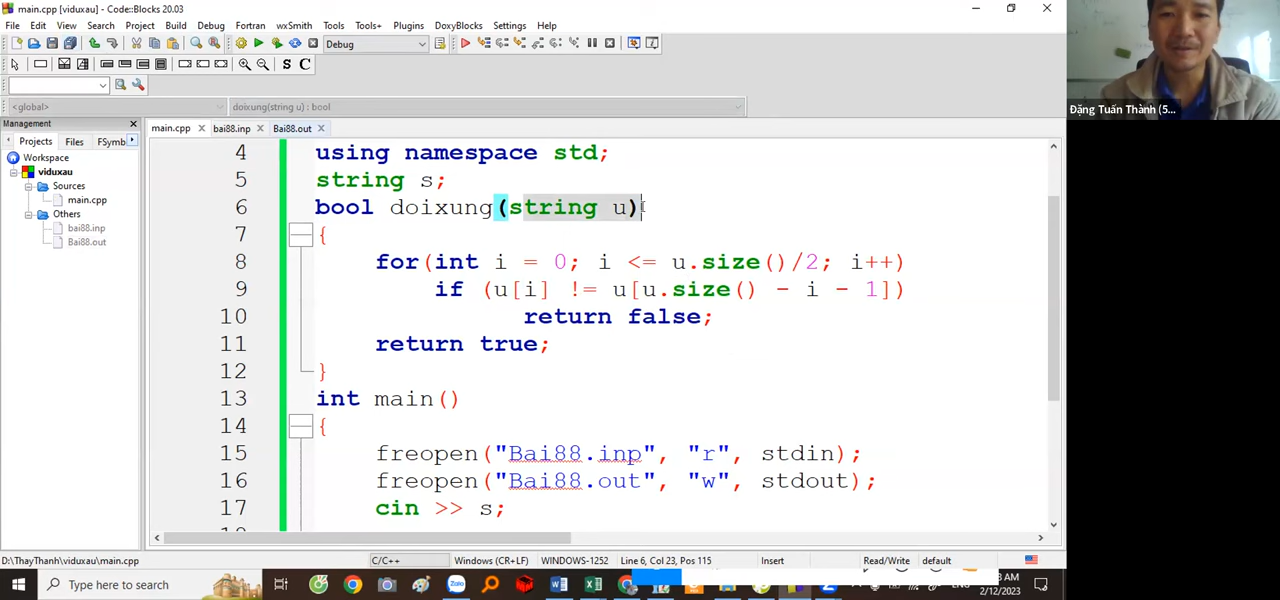 main.cpp [viduxau] - Code::Blocks 20.03
File Edit View Search Project Build Debug Fortran wxSmith Tools Tools+ Plugins DoxyBlocks Settings Help
Debug
S C
<global> doixung(string u) : bool
Management
main.cpp bai88.inp Bai88.out
Projects Files FSymb
Workspace
viduxau
Sources
main.cpp
Others
bai88.inp
Bai88.out
4 using namespace std;
5 string s;
6 bool doixung(string u)
7 {
8 for(int i = 0; i <= u.size()/2; i++)
9 if (u[i] != u[u.size() - i - 1])
10 return false;
11 return true;
12 }
13 int main()
14 {
15 freopen("Bai88.inp", "r", stdin);
16 freopen("Bai88.out", "w", stdout);
17 cin >> s;
Đặng Tuấn Thành (5...
D:\ThayThanh\viduxau\main.cpp C/C++ Windows (CR+LF) WINDOWS-1252 Line 6, Col 23, Pos 115 Insert Read/Write default
Type here to search
2/12/2023